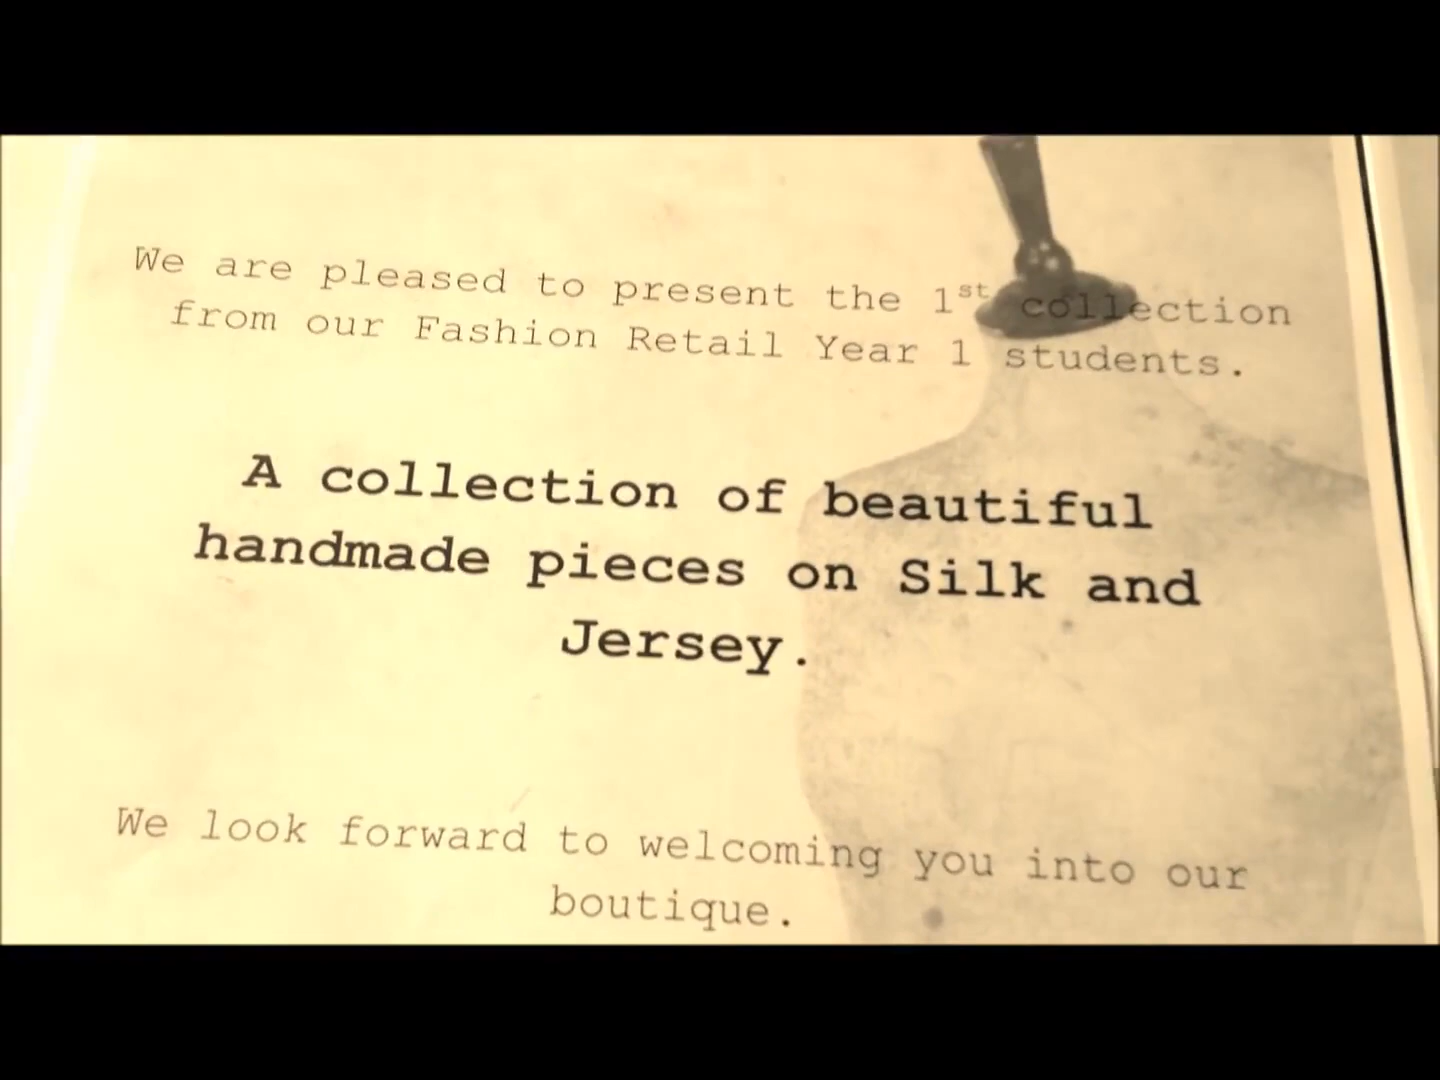 We are pleased to present the 1st collection
from our Fashion Retail Year 1 students.
A collection of beautiful
handmade pieces on Silk and
Jersey.
We look forward to welcoming you into our
boutique.